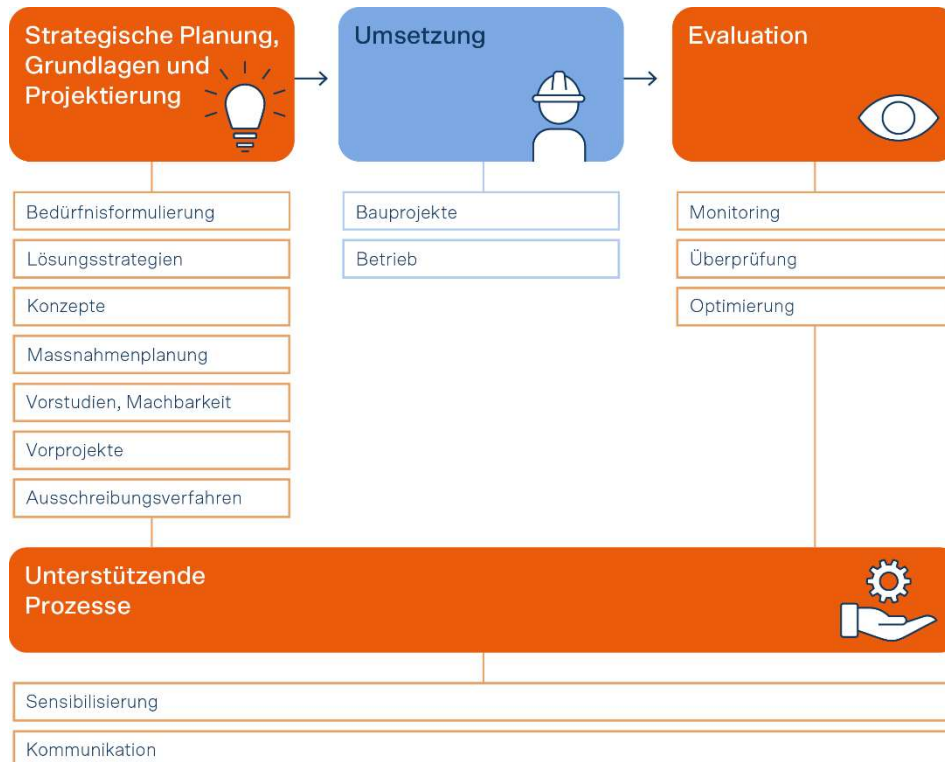 Strategische Planung,
Grundlagen und
Projektierung
Bedürfnisformulierung
Lösungsstrategien
Konzepte
Massnahmenplanung
Vorstudien, Machbarkeit
Vorprojekte
Ausschreibungsverfahren
Umsetzung
Bauprojekte
Betrieb
Evaluation
Monitoring
Überprüfung
Optimierung
Unterstützende
Prozesse
Sensibilisierung
Kommunikation